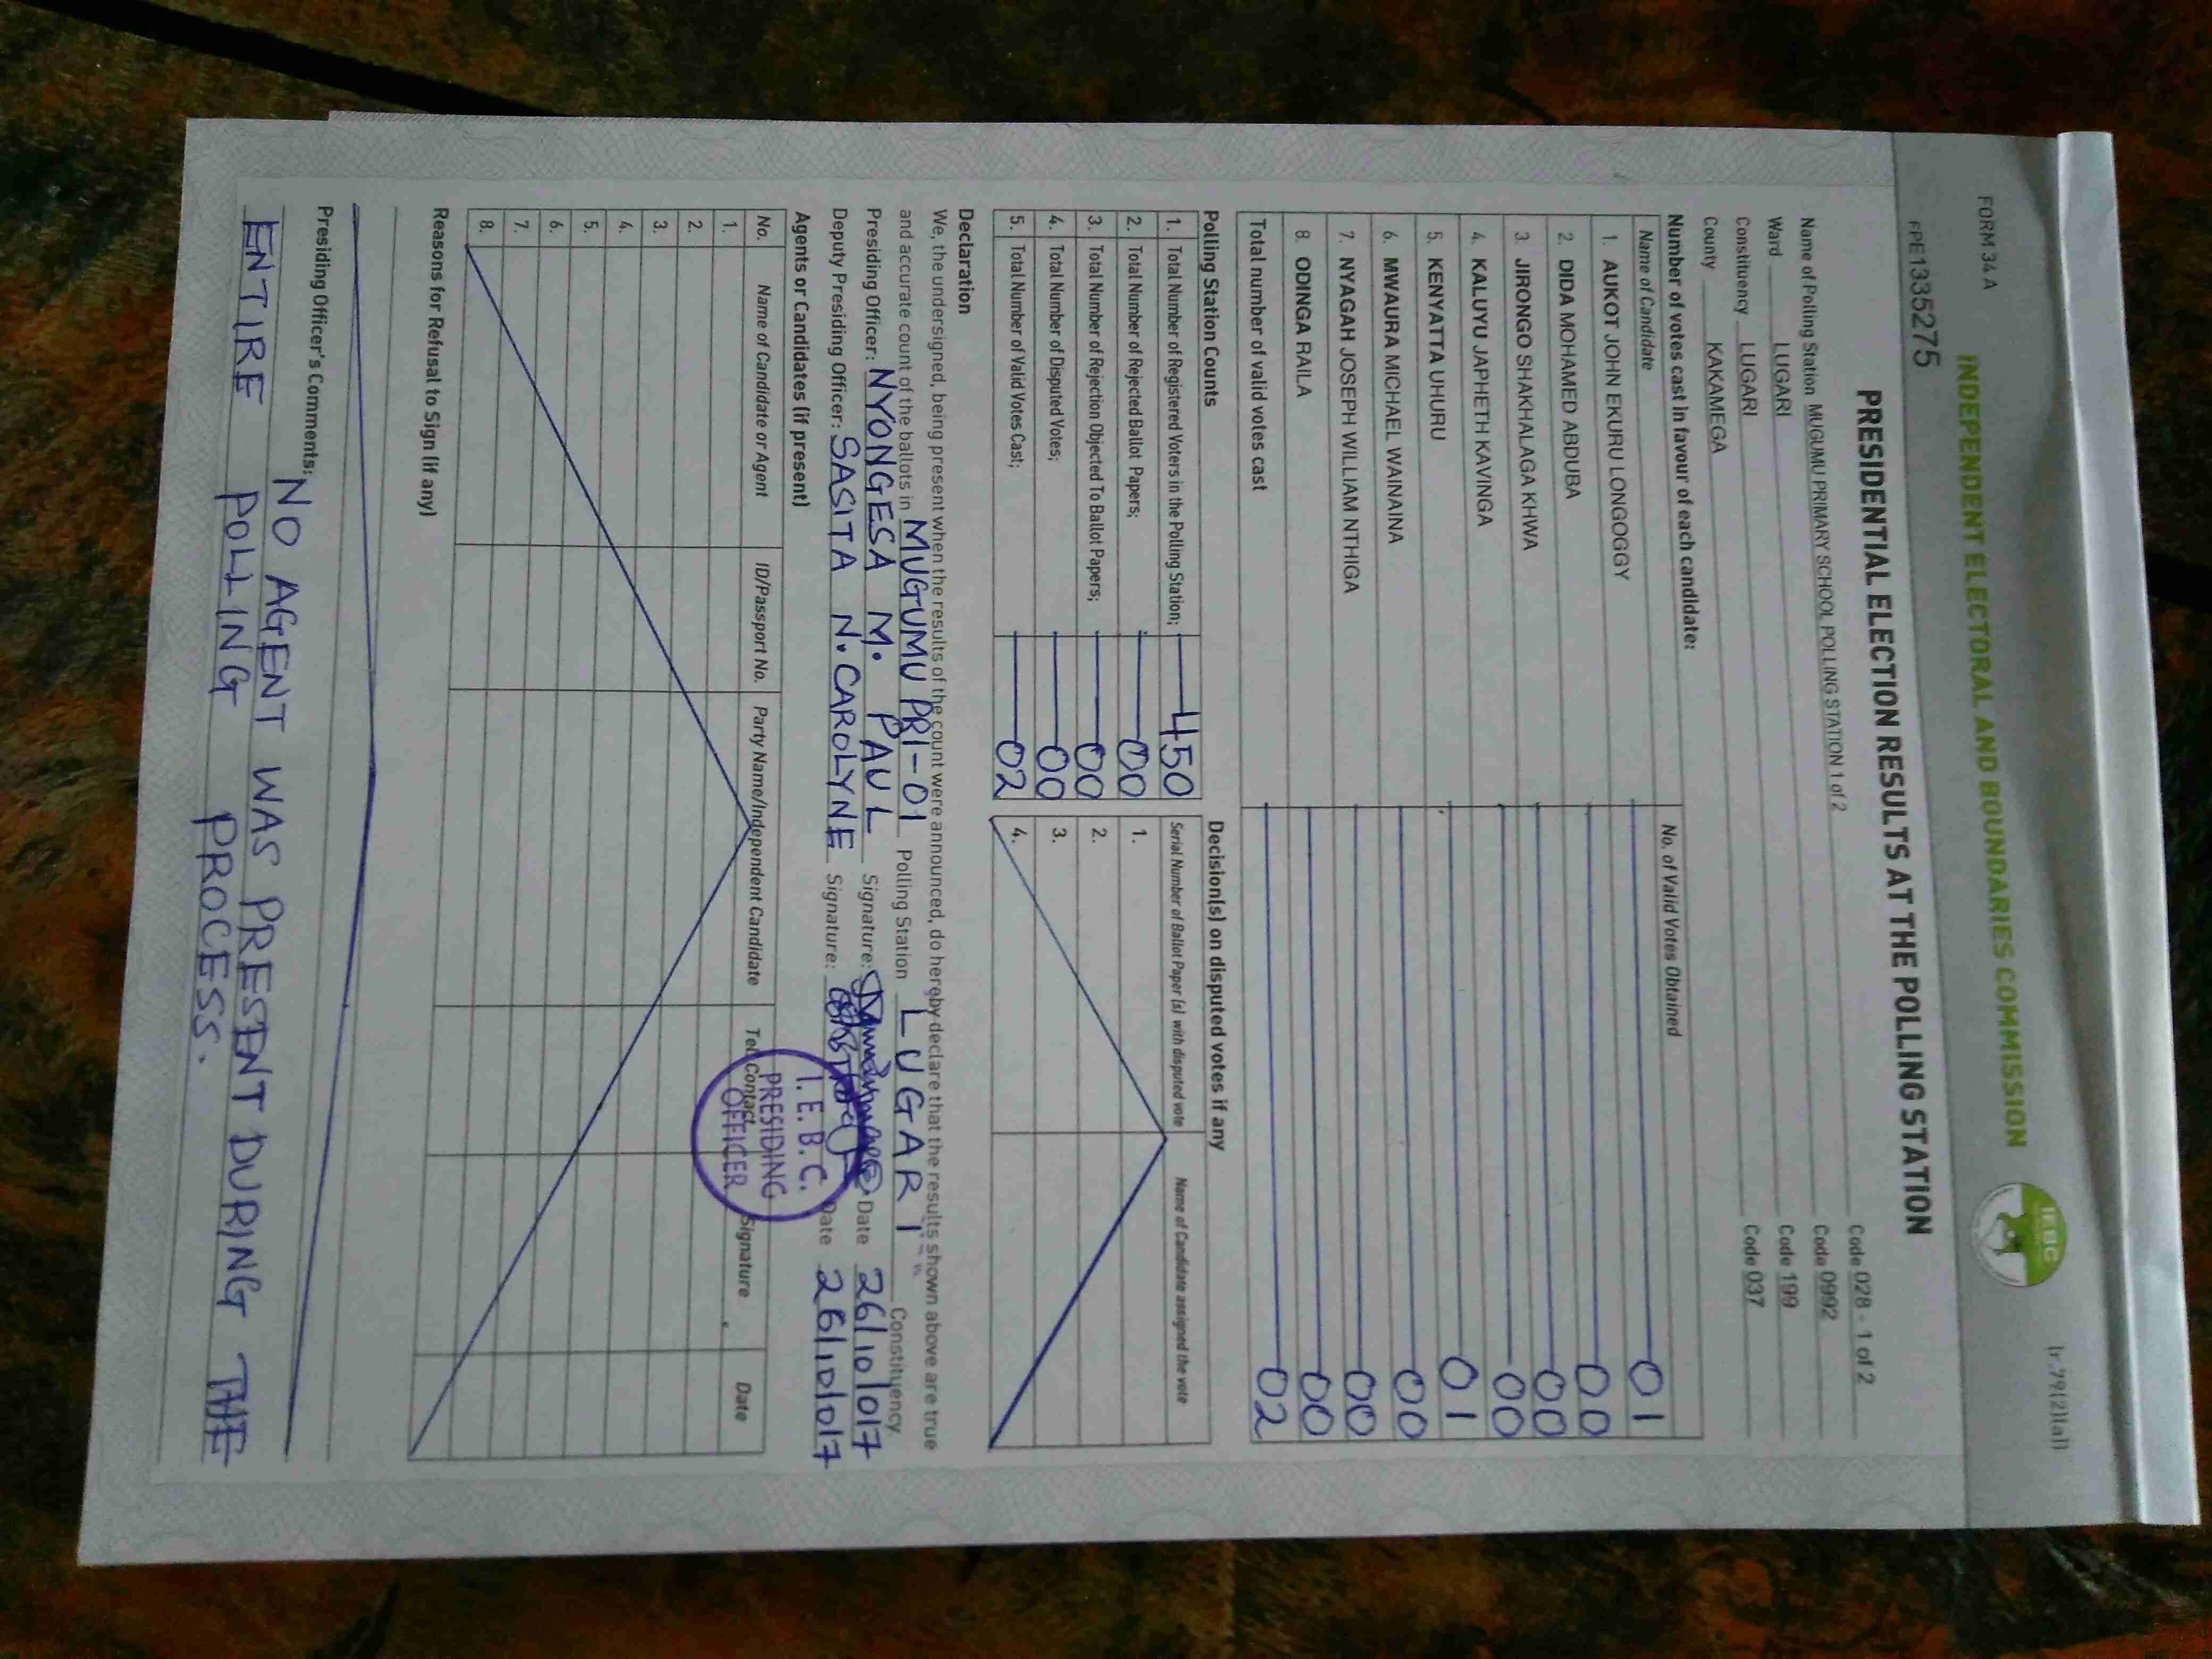 FORM 34A
(r.79(2)(a))
INDEPENDENT ELECTORAL AND BOUNDARIES COMMISSION
IEBC
FPE1335275
PRESIDENTIAL ELECTION RESULTS AT THE POLLING STATION
Name of Polling Station MUGUMU PRIMARY SCHOOL POLLING STATION 1 of 2 Code 028 - 1 of 2
Ward LUGARI Code 0992
Constituency LUGARI Code 199
County KAKAMEGA Code 037
Number of votes cast in favour of each candidate:
Name of Candidate No. of Valid Votes Obtained
1. AUKOT JOHN EKURU LONGOGGY 01
2. DIDA MOHAMED ABDUBA 00
3. JIRONGO SHAKHALAGA KHWA 00
4. KALUYU JAPHETH KAVINGA 00
5. KENYATTA UHURU 01
6. MWAURA MICHAEL WAINAINA 00
7. NYAGAH JOSEPH WILLIAM NTHIGA 00
8. ODINGA RAILA 00
Total number of valid votes cast 02
Polling Station Counts
1. Total Number of Registered Voters in the Polling Station; 450
2. Total Number of Rejected Ballot Papers; 00
3. Total Number of Rejection Objected To Ballot Papers; 00
4. Total Number of Disputed Votes; 00
5. Total Number of Valid Votes Cast; 02
Decision(s) on disputed votes if any
Serial Number of Ballot Paper (s) with disputed vote Name of Candidate assigned the vote
1.
2.
3.
4.
Declaration
We, the undersigned, being present when the results of the count were announced, do hereby declare that the results shown above are true
and accurate count of the ballots in MUGUMU PRI-01 Polling Station LUGARI Constituency
Presiding Officer: NYONGESA M. PAUL Signature: Date 26/10/017
Deputy Presiding Officer: SASITA N. CAROLYNE Signature: Date 26/10/017
I.E.B.C.
PRESIDING
OFFICER
Agents or Candidates (if present)
No. Name of Candidate or Agent ID/Passport No. Party Name/Independent Candidate Tel Contact Signature Date
1.
2.
3.
4.
5.
6.
7.
8.
Reasons for Refusal to Sign (if any)
Presiding Officer's Comments:
NO AGENT WAS PRESENT DURING THE
ENTIRE POLLING PROCESS.